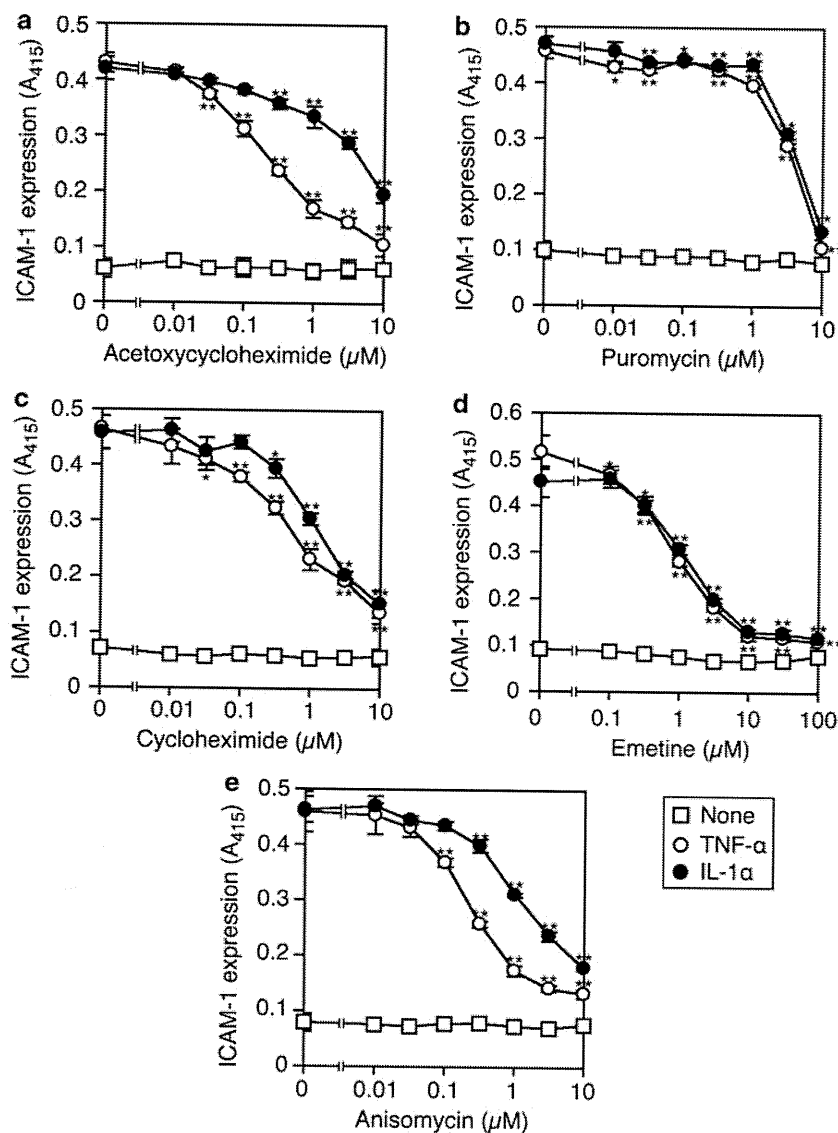 a
0.5
0.4
0.3
0.2
0.1
0
ICAM-1 expression (A415)
** ** ** ** ** **
** ** ** **
0 0.01 0.1 1 10
Acetoxycycloheximide (µM)
b
0.5
0.4
0.3
0.2
0.1
0
ICAM-1 expression (A415)
** * ** ** ** *
* ** ** ** **
0 0.01 0.1 1 10
Puromycin (µM)
c
0.5
0.4
0.3
0.2
0.1
0
ICAM-1 expression (A415)
* ** ** **
* ** ** ** ** **
0 0.01 0.1 1 10
Cycloheximide (µM)
d
0.6
0.5
0.4
0.3
0.2
0.1
0
ICAM-1 expression (A415)
* * ** ** ** ** **
** ** ** ** ** **
0 0.1 1 10 100
Emetine (µM)
e
0.5
0.4
0.3
0.2
0.1
0
ICAM-1 expression (A415)
** ** ** **
** ** ** ** **
0 0.01 0.1 1 10
Anisomycin (µM)
None
TNF-α
IL-1α